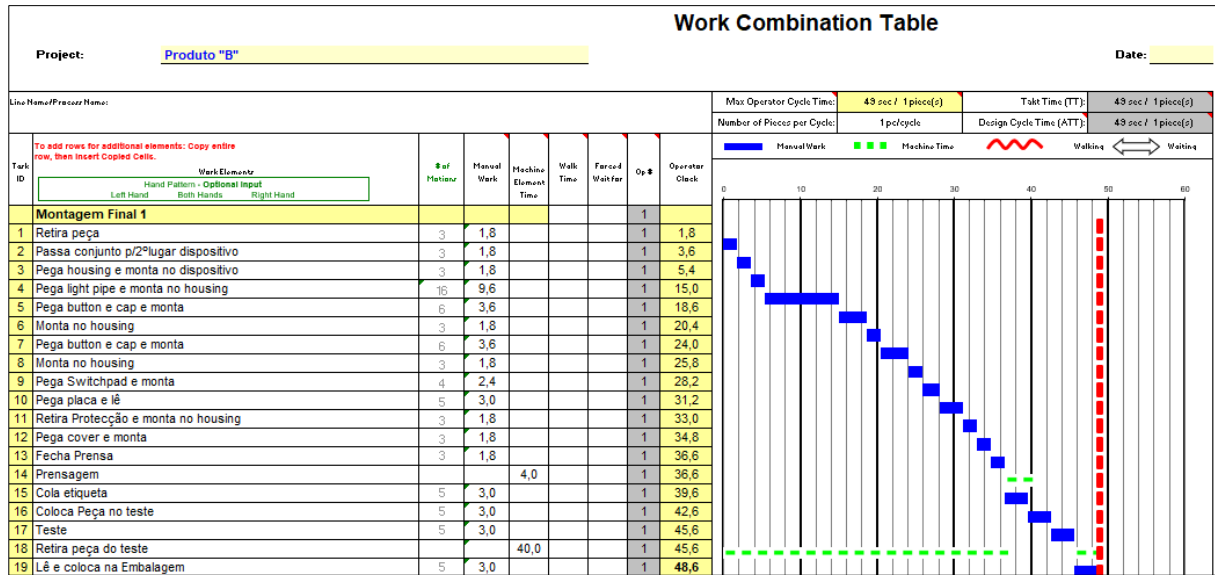 Work Combination Table
Project: Produto "B" Date:
Line Name/Process Name:
Max Operator Cycle Time: 49 sec / 1 piece(s) Takt Time (TT): 49 sec / 1 piece(s)
Number of Pieces per Cycle: 1 pc/cycle Design Cycle Time (ATT): 49 sec / 1 piece(s)
Manual Work Machine Time Walking Waiting
To add rows for additional elements: Copy entire
row, then Insert Copied Cells.
Task ID Work Elements # of Motions Manual Work Machine Element Time Walk Time Forced Wait for Op # Operator Clock
Hand Pattern - Optional Input
Left Hand Both Hands Right Hand
0 10 20 30 40 50 60
Montagem Final 1 1
1 Retira peça 3 1,8 1 1,8
2 Passa conjunto p/2ºlugar dispositivo 3 1,8 1 3,6
3 Pega housing e monta no dispositivo 3 1,8 1 5,4
4 Pega light pipe e monta no housing 16 9,6 1 15,0
5 Pega button e cap e monta 6 3,6 1 18,6
6 Monta no housing 3 1,8 1 20,4
7 Pega button e cap e monta 6 3,6 1 24,0
8 Monta no housing 3 1,8 1 25,8
9 Pega Switchpad e monta 4 2,4 1 28,2
10 Pega placa e lê 5 3,0 1 31,2
11 Retira Protecção e monta no housing 3 1,8 1 33,0
12 Pega cover e monta 3 1,8 1 34,8
13 Fecha Prensa 3 1,8 1 36,6
14 Prensagem 4,0 1 36,6
15 Cola etiqueta 5 3,0 1 39,6
16 Coloca Peça no teste 5 3,0 1 42,6
17 Teste 5 3,0 1 45,6
18 Retira peça do teste 40,0 1 45,6
19 Lê e coloca na Embalagem 5 3,0 1 48,6